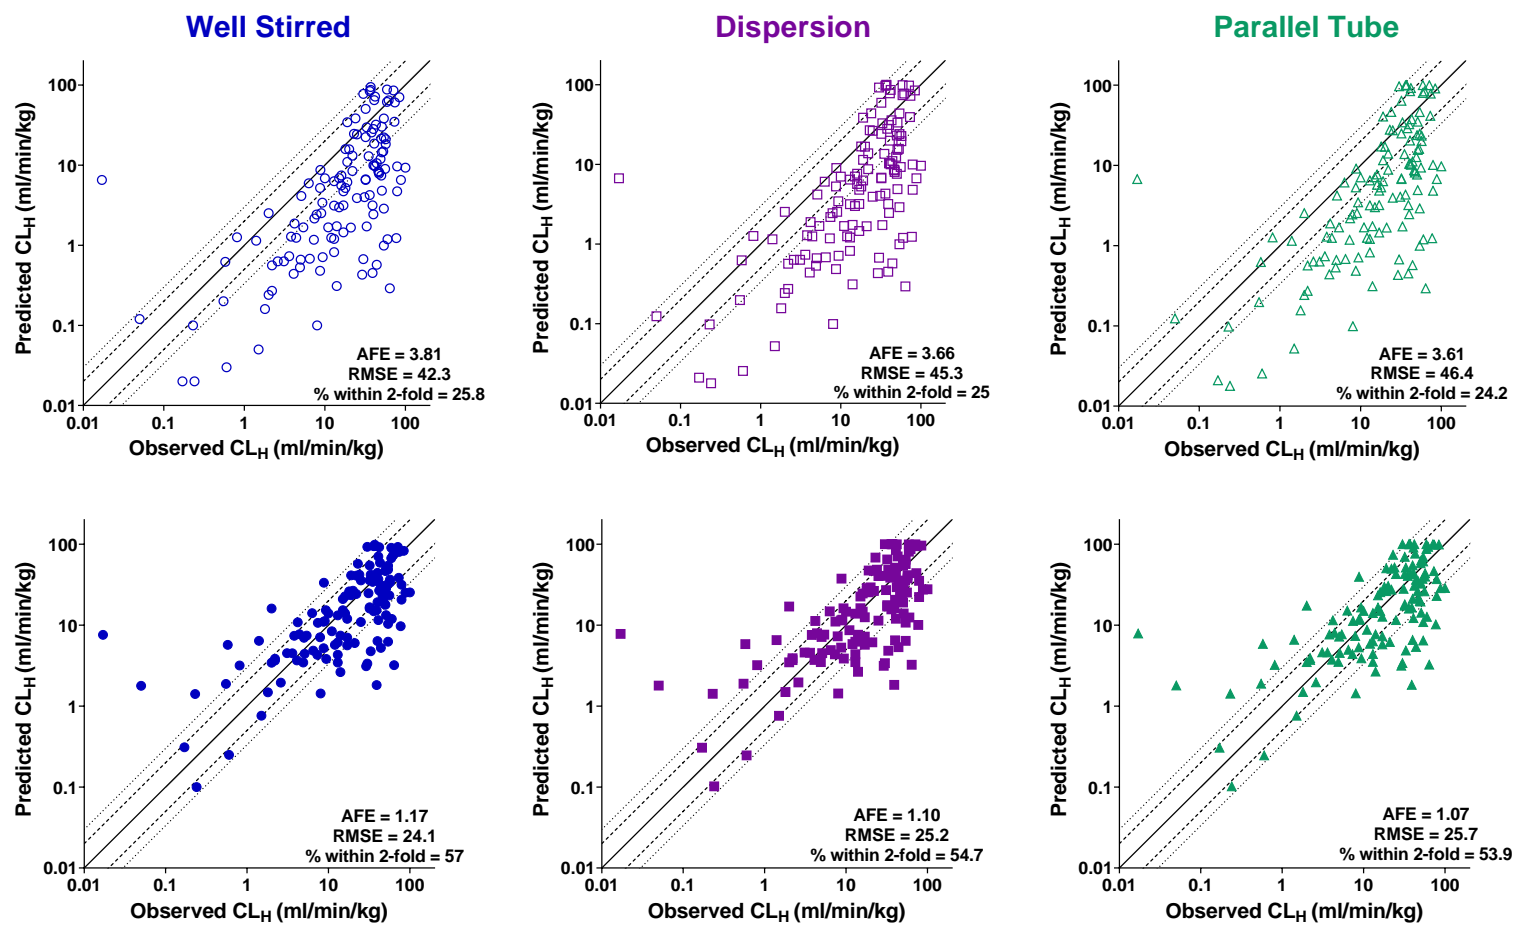 Well Stirred
Dispersion
Parallel Tube
Predicted CLH (ml/min/kg)
100
10
1
0.1
0.01
0.01
0.1
1
10
100
Observed CLH (ml/min/kg)
AFE = 3.81
RMSE = 42.3
% within 2-fold = 25.8
Predicted CLH (ml/min/kg)
100
10
1
0.1
0.01
0.01
0.1
1
10
100
Observed CLH (ml/min/kg)
AFE = 3.66
RMSE = 45.3
% within 2-fold = 25
Predicted CLH (ml/min/kg)
100
10
1
0.1
0.01
0.01
0.1
1
10
100
Observed CLH (ml/min/kg)
AFE = 3.61
RMSE = 46.4
% within 2-fold = 24.2
Predicted CLH (ml/min/kg)
100
10
1
0.1
0.01
0.01
0.1
1
10
100
Observed CLH (ml/min/kg)
AFE = 1.17
RMSE = 24.1
% within 2-fold = 57
Predicted CLH (ml/min/kg)
100
10
1
0.1
0.01
0.01
0.1
1
10
100
Observed CLH (ml/min/kg)
AFE = 1.10
RMSE = 25.2
% within 2-fold = 54.7
Predicted CLH (ml/min/kg)
100
10
1
0.1
0.01
0.01
0.1
1
10
100
Observed CLH (ml/min/kg)
AFE = 1.07
RMSE = 25.7
% within 2-fold = 53.9